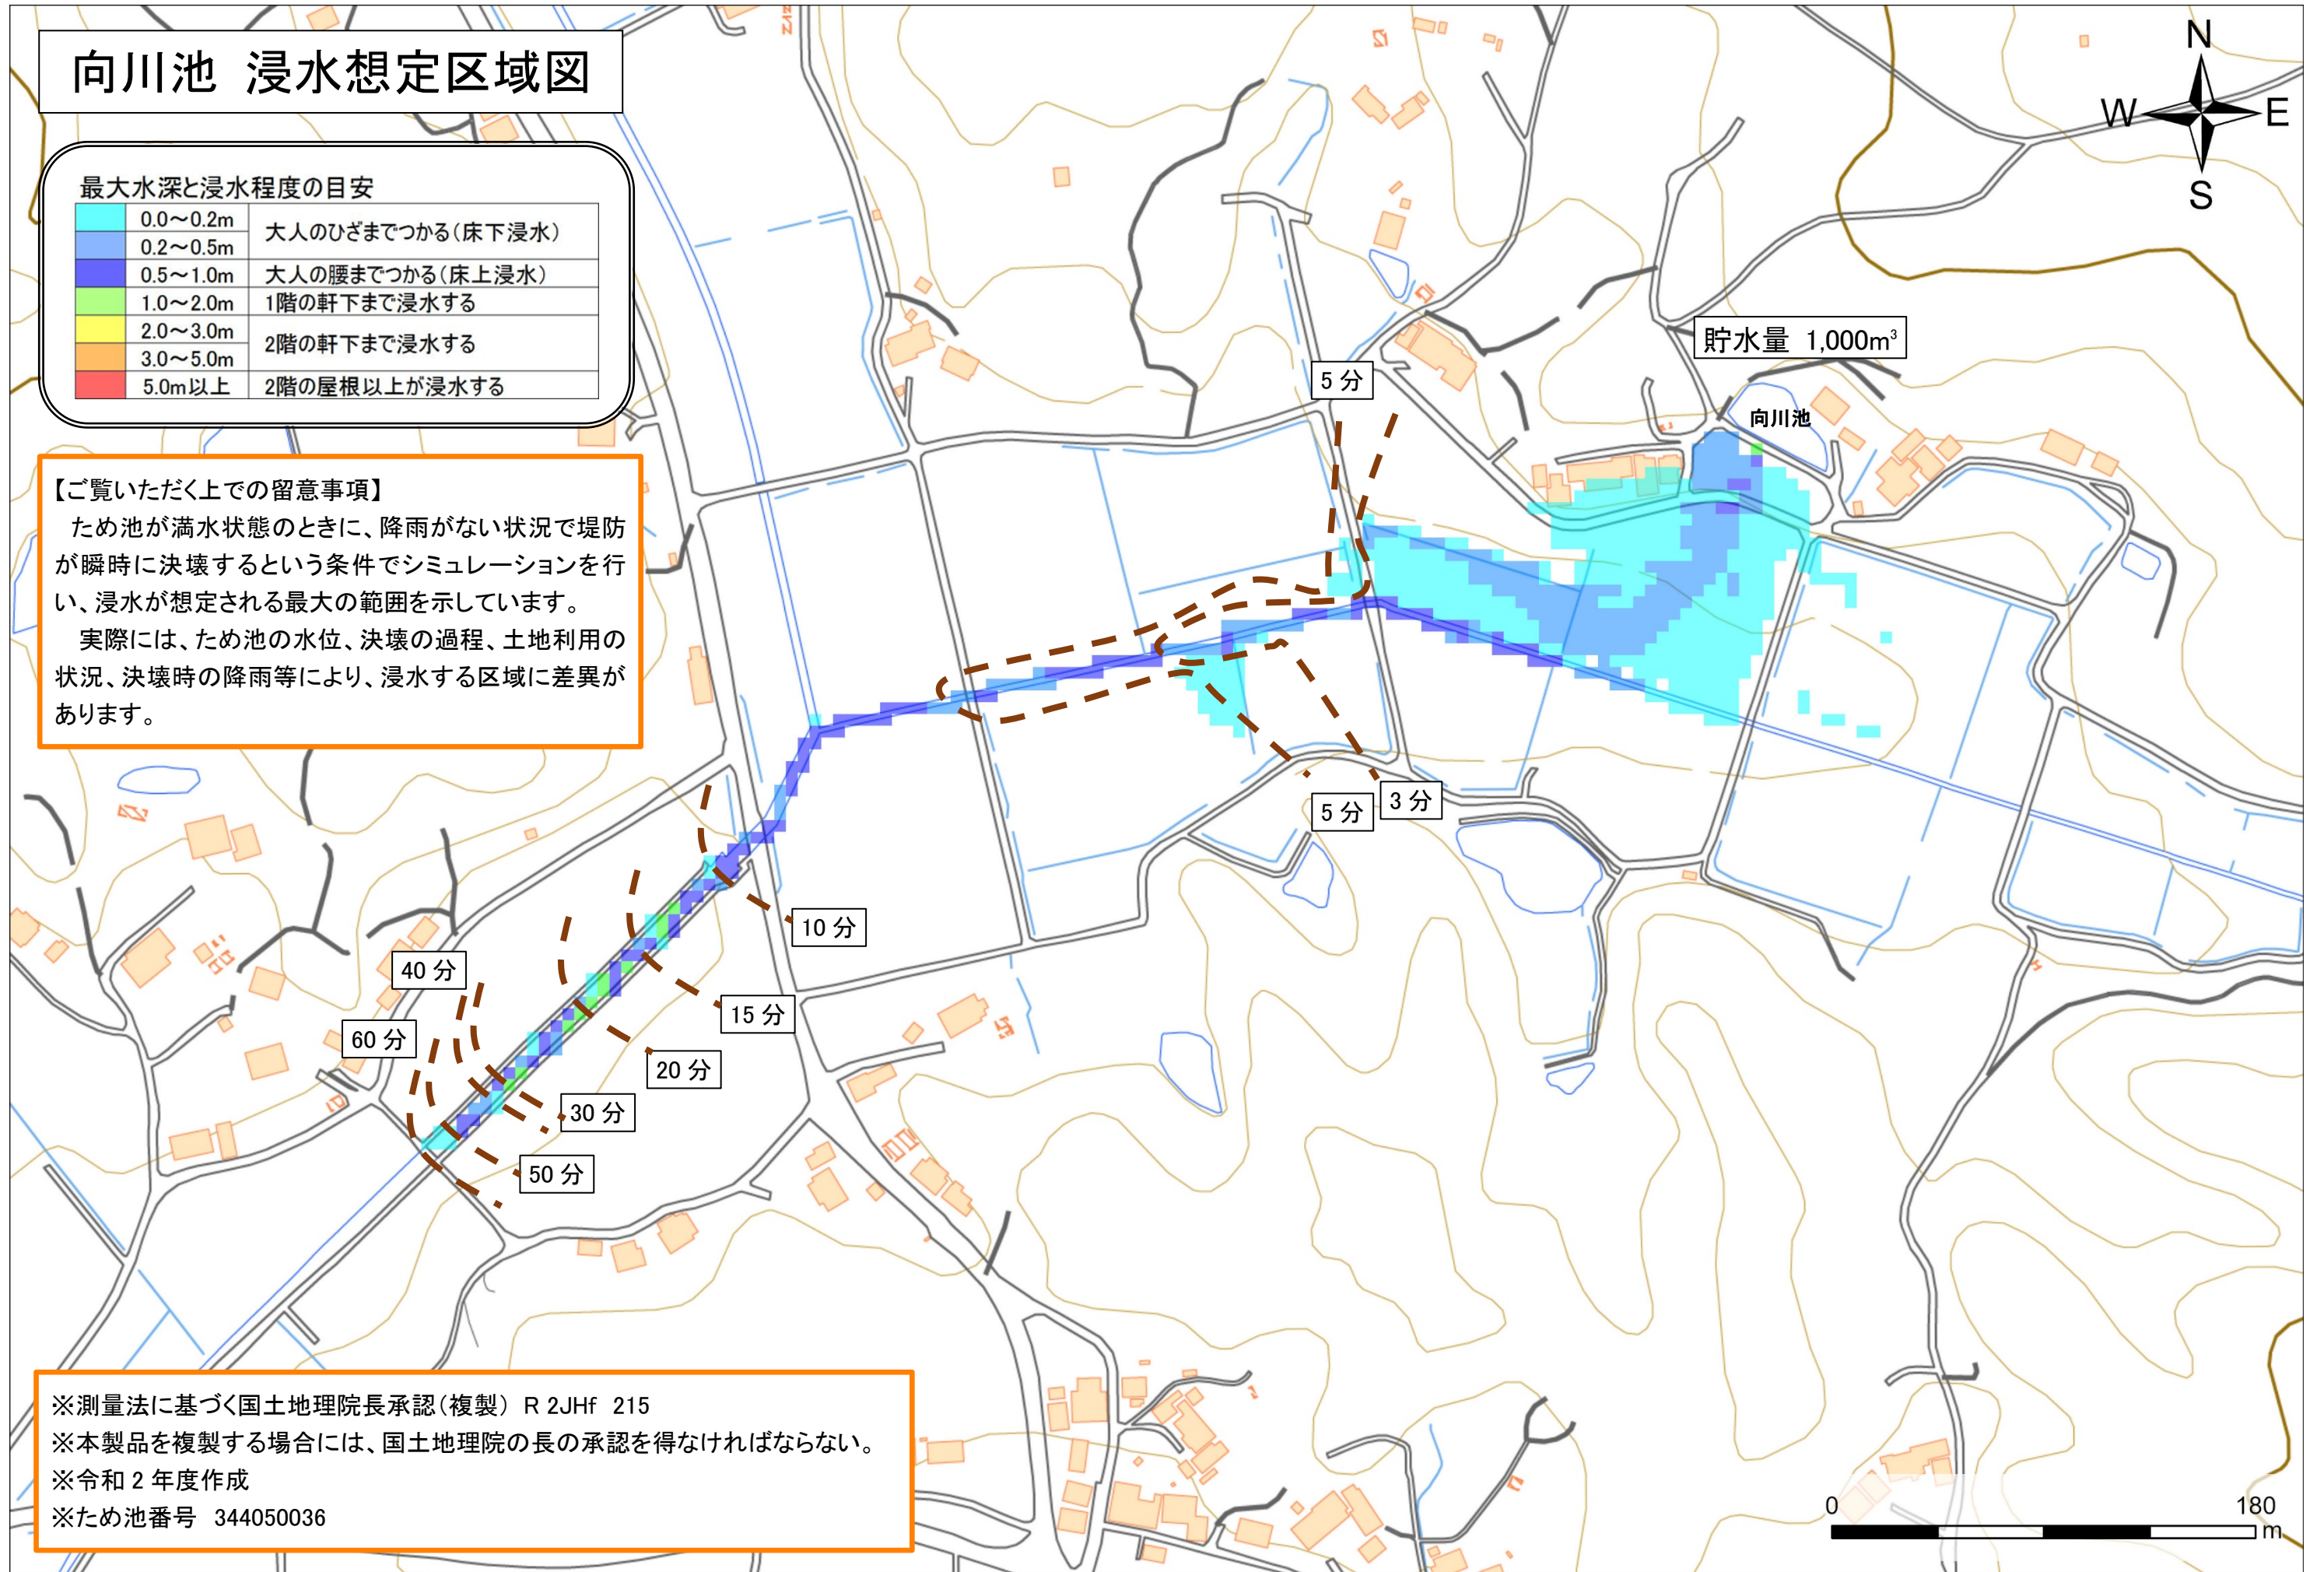 向川池 浸水想定区域図
N
W
E
S
最大水深と浸水程度の目安
0.0～0.2m
大人のひざまでつかる(床下浸水)
0.2～0.5m
0.5～1.0m
大人の腰までつかる(床上浸水)
1.0～2.0m
1階の軒下まで浸水する
2.0～3.0m
2階の軒下まで浸水する
3.0～5.0m
5.0m以上
2階の屋根以上が浸水する
貯水量 1,000m³
5 分
向川池
【ご覧いただく上での留意事項】
ため池が満水状態のときに、降雨がない状況で堤防
が瞬時に決壊するという条件でシミュレーションを行
い、浸水が想定される最大の範囲を示しています。
実際には、ため池の水位、決壊の過程、土地利用の
状況、決壊時の降雨等により、浸水する区域に差異が
あります。
5 分
3 分
10 分
40 分
15 分
60 分
20 分
30 分
50 分
※測量法に基づく国土地理院長承認(複製) R 2JHf 215
※本製品を複製する場合には、国土地理院の長の承認を得なければならない。
※令和 2 年度作成
※ため池番号 344050036
0
180
m